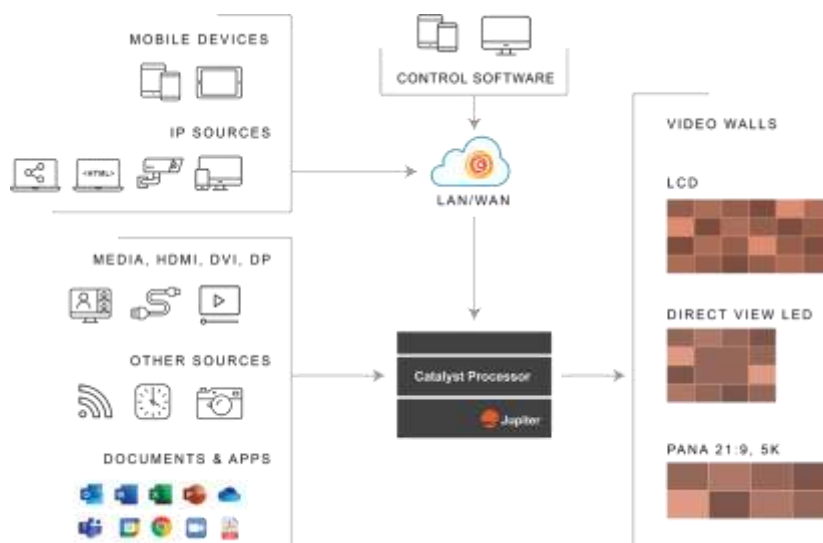 MOBILE DEVICES
IP SOURCES
<HTML>
CONTROL SOFTWARE
LAN/WAN
MEDIA, HDMI, DVI, DP
OTHER SOURCES
DOCUMENTS & APPS
Catalyst Processor
Jupiter
VIDEO WALLS
LCD
DIRECT VIEW LED
PANA 21:9, 5K